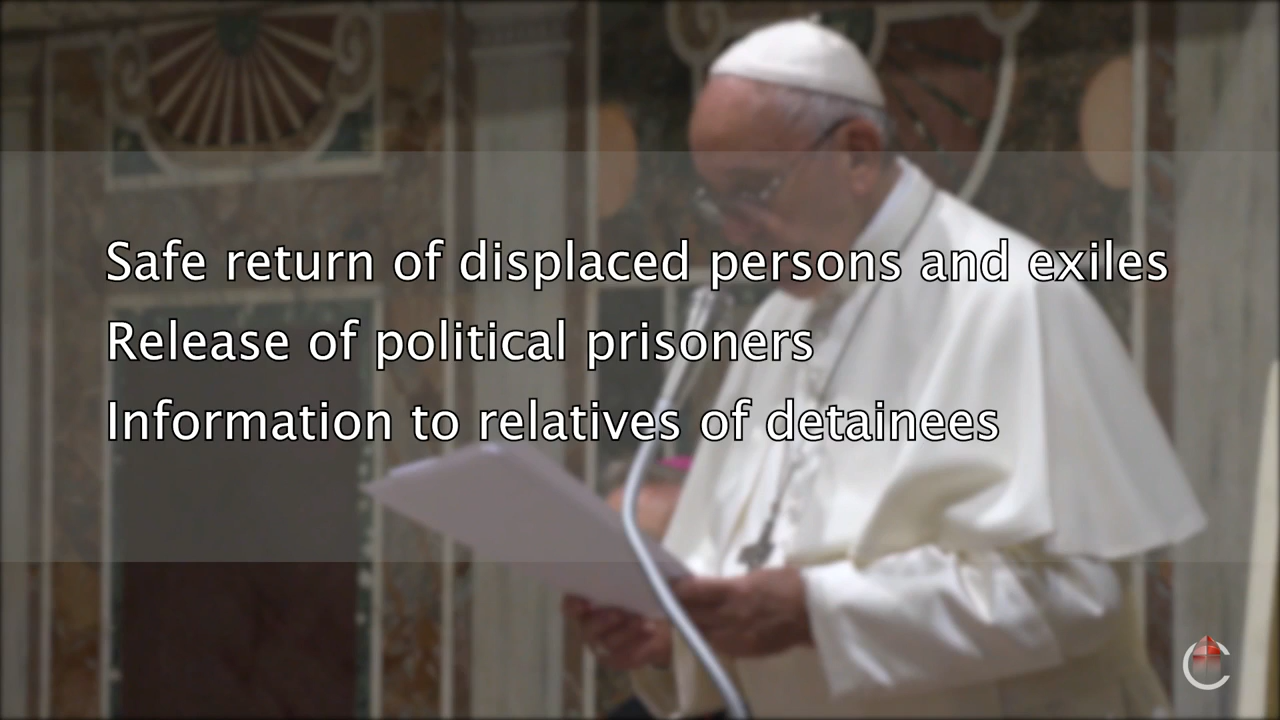 Safe return of displaced persons and exiles
Release of political prisoners
Information to relatives of detainees